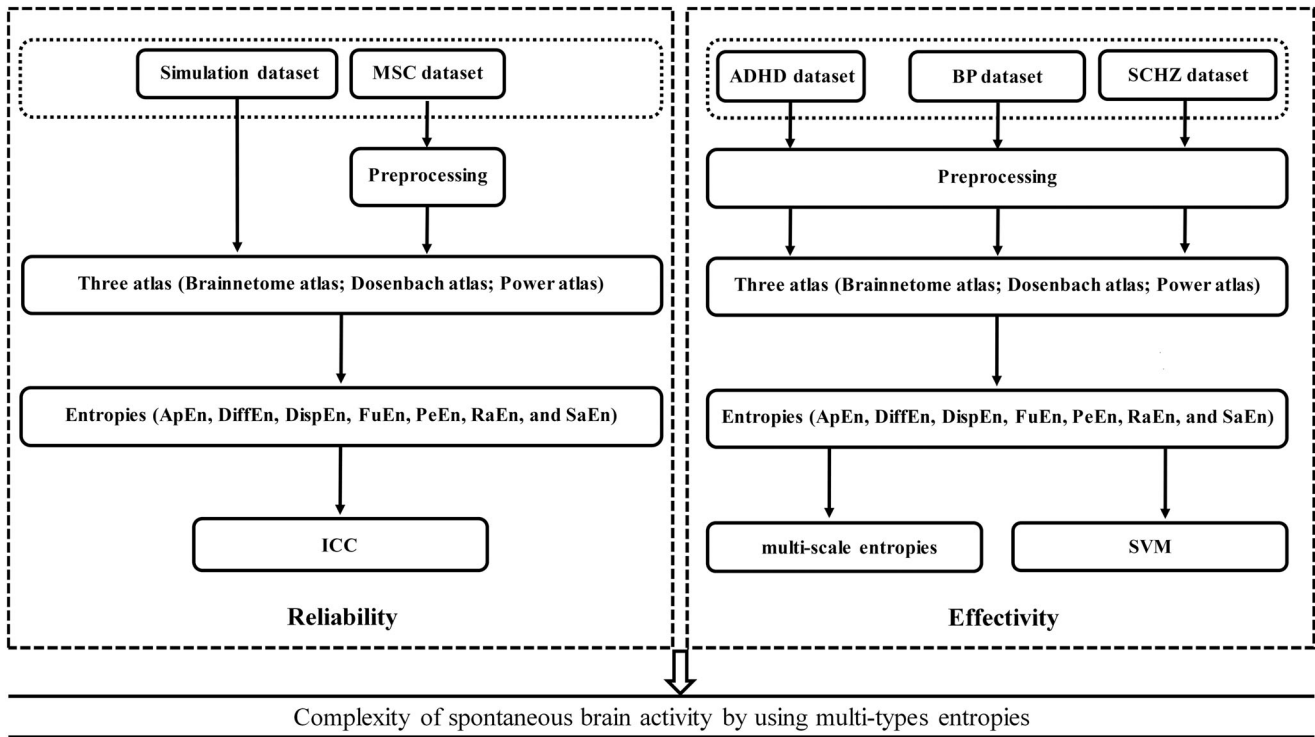 Simulation dataset
MSC dataset
Preprocessing
Three atlas (Brainnetome atlas; Dosenbach atlas; Power atlas)
Entropies (ApEn, DiffEn, DispEn, FuEn, PeEn, RaEn, and SaEn)
ICC
Reliability
ADHD dataset
BP dataset
SCHZ dataset
Preprocessing
Three atlas (Brainnetome atlas; Dosenbach atlas; Power atlas)
Entropies (ApEn, DiffEn, DispEn, FuEn, PeEn, RaEn, and SaEn)
multi-scale entropies
SVM
Effectivity
Complexity of spontaneous brain activity by using multi-types entropies